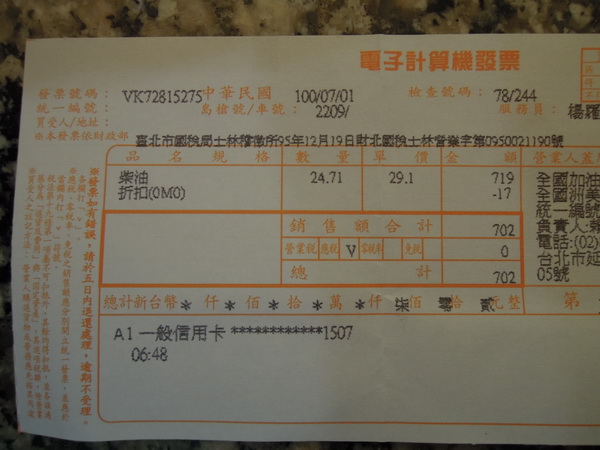 電子計算機發票
發票號碼： VK72815275 中華民國 100/07/01 檢查號碼： 78/244
統一編號： 島槍號/車號： 2209/ 服務員： 楊羅
買受人/地址：
※本發票依財政部 臺北市國稅局士林稽徵所95年12月19日財北國稅士林營業字第0950021190號
品名規格 數量 單價 金額 營業人蓋
柴油 24.71 29.1 719
折扣(0M0) -17
全國加油
全國洲
統一編號
負責人:賴
電話:(02)
台北市延
05號
銷售額合計 702
營業稅 應稅 V 零稅率 免稅 0
總計 702
總計新台幣 * 仟 * 佰 * 拾 * 萬 * 仟 柒 佰 零 拾 貳 元整 第
A1 一般信用卡 ************1507
06:48
※發票如有錯誤，請於五日內退還處理，逾期不受理。